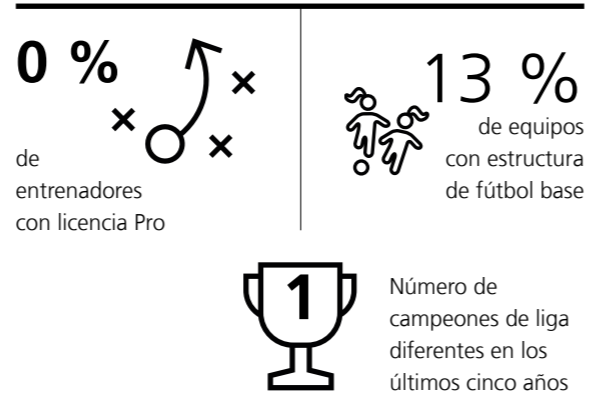 0 %
de
entrenadores
con licencia Pro
13 %
de equipos
con estructura
de fútbol base
1
Número de
campeones de liga
diferentes en los
últimos cinco años